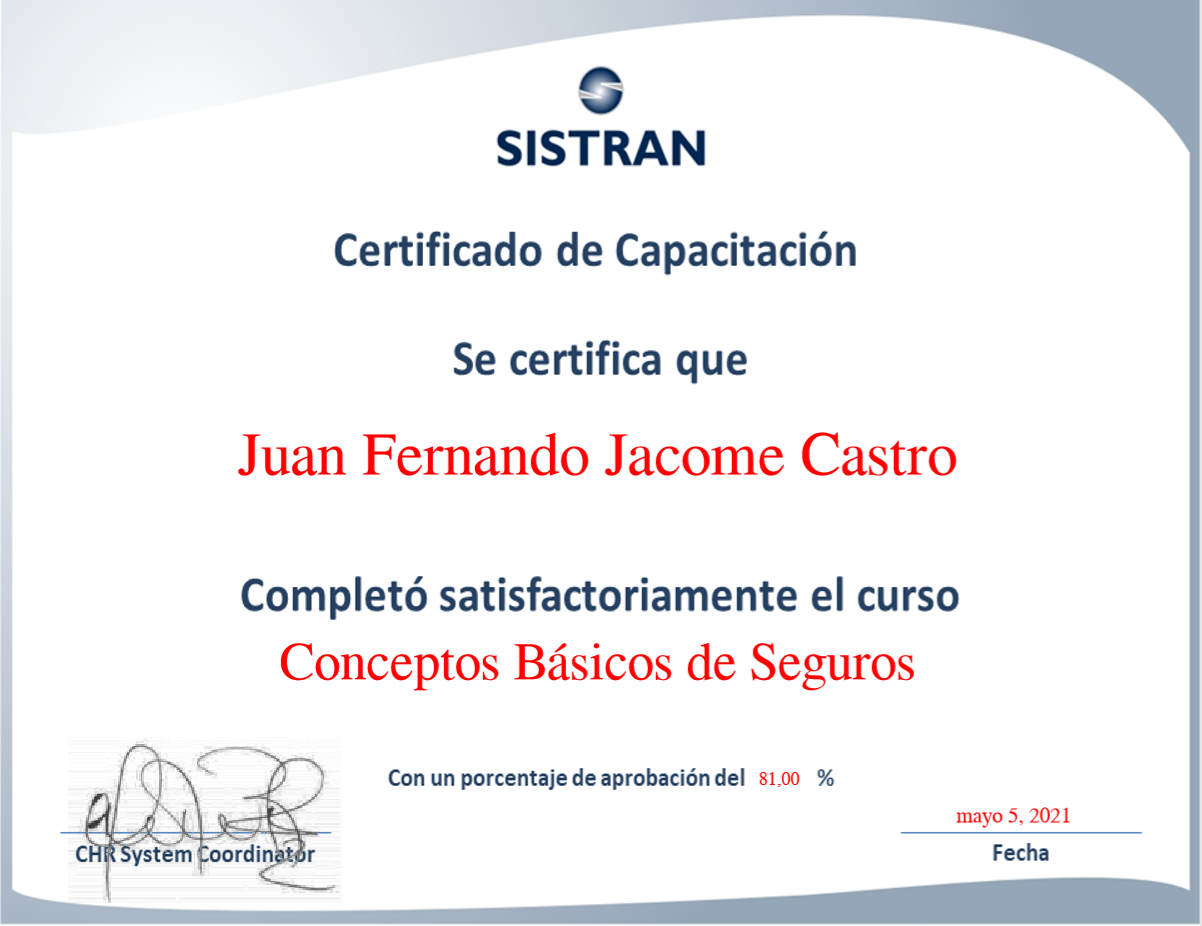 SISTRAN
Certificado de Capacitación
Se certifica que
Juan Fernando Jacome Castro
Completó satisfactoriamente el curso
Conceptos Básicos de Seguros
Con un porcentaje de aprobación del 81,00 %
mayo 5, 2021
CHR System Coordinator
Fecha